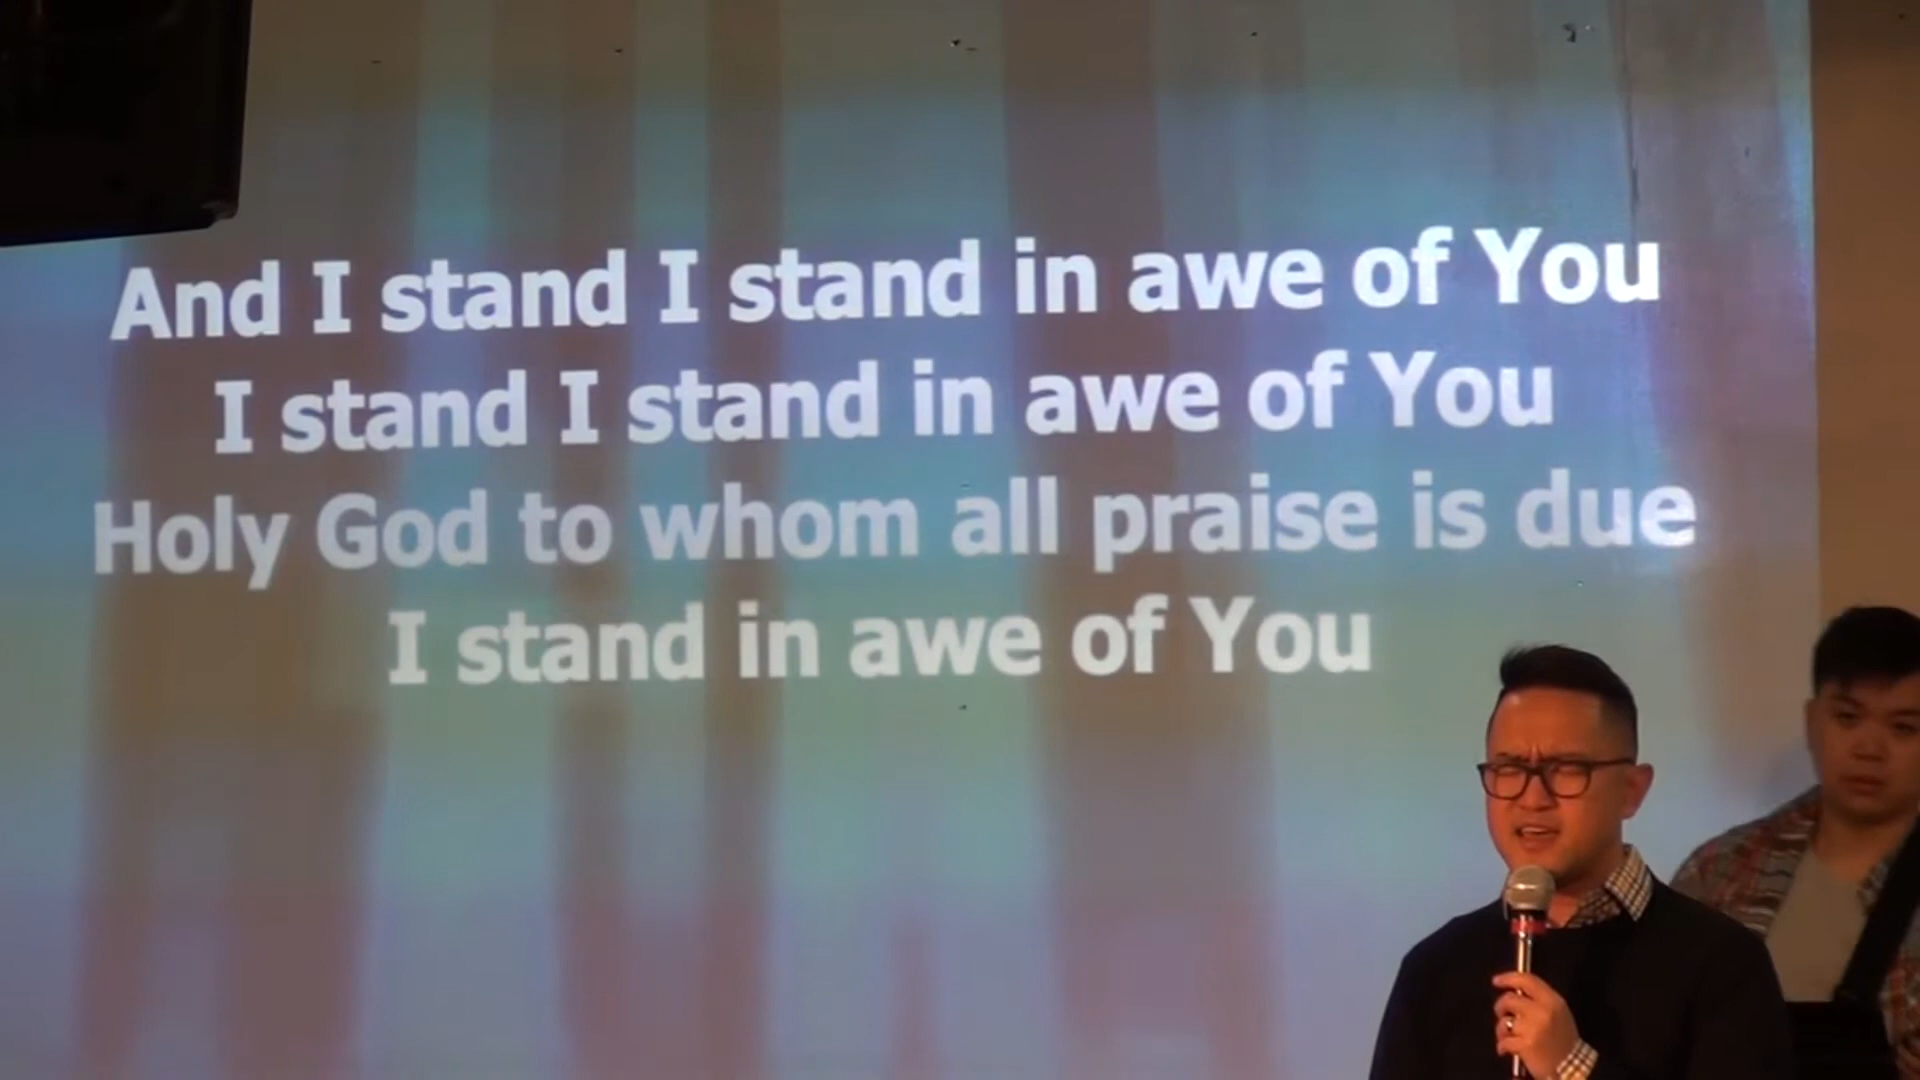 And I stand I stand in awe of You
I stand I stand in awe of You
Holy God to whom all praise is due
I stand in awe of You